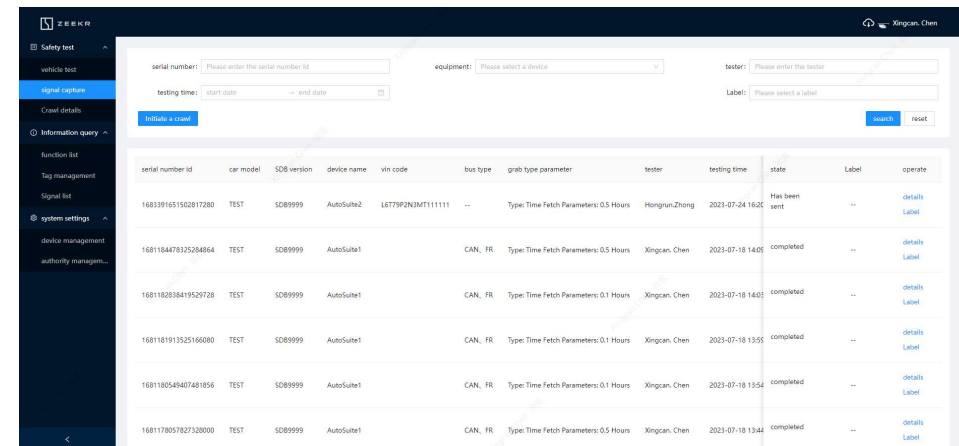 ZEEKR
Xingcan. Chen
Safety test
vehicle test
signal capture
Crawl details
Information query
function list
Tag management
Signal list
system settings
device management
authority managem...
serial number: Please enter the serial number id
equipment: Please select a device
tester: Please enter the tester
testing time: start date → end date
Label: Please select a label
Initiate a crawl
search reset
serial number id car model SDB version device name vin code bus type grab type parameter tester testing time state Label operate
1683391651502817280 TEST SDB9999 AutoSuite2 L6T79P2N3MT111111 -- Type: Time Fetch Parameters: 0.5 Hours Hongrun.Zhong 2023-07-24 16:20 Has been sent -- details Label
1681184478325284864 TEST SDB9999 AutoSuite1 CAN、FR Type: Time Fetch Parameters: 0.5 Hours Xingcan. Chen 2023-07-18 14:09 completed -- details Label
1681182838419529728 TEST SDB9999 AutoSuite1 CAN、FR Type: Time Fetch Parameters: 0.1 Hours Xingcan. Chen 2023-07-18 14:03 completed -- details Label
1681181913525166080 TEST SDB9999 AutoSuite1 CAN、FR Type: Time Fetch Parameters: 0.1 Hours Xingcan. Chen 2023-07-18 13:59 completed -- details Label
1681180549407481856 TEST SDB9999 AutoSuite1 CAN、FR Type: Time Fetch Parameters: 0.1 Hours Xingcan. Chen 2023-07-18 13:54 completed -- details Label
1681178057827328000 TEST SDB9999 AutoSuite1 CAN、FR Type: Time Fetch Parameters: 0.5 Hours Xingcan. Chen 2023-07-18 13:44 completed -- details Label